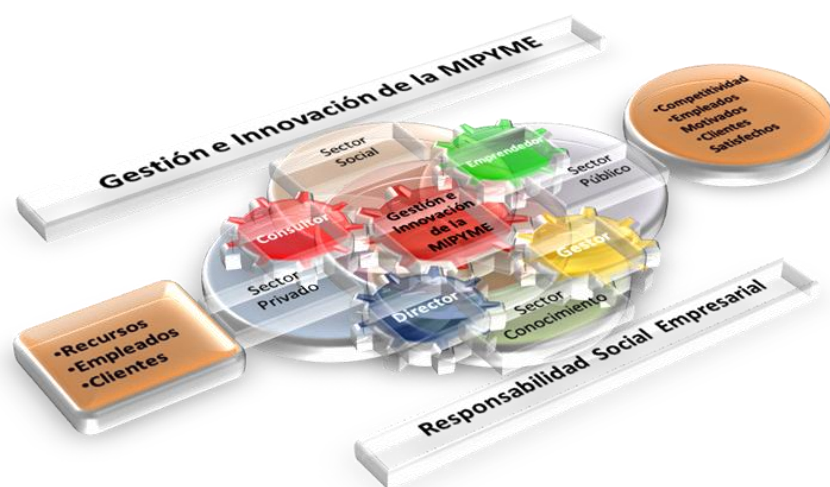 Gestión e Innovación de la MIPYME
•Competitividad
•Empleados
Motivados
•Clientes
Satisfechos
Sector
Social
Emprendedor
Sector
Público
Consultor
Gestión e
Innovación
de la
MIPYME
Gestor
Sector
Privado
Director
Sector
Conocimiento
•Recursos
•Empleados
•Clientes
Responsabilidad Social Empresarial